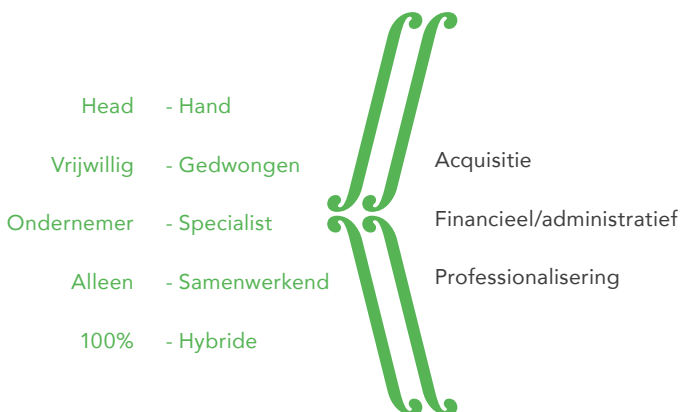 Head - Hand
Vrijwillig - Gedwongen
Ondernemer - Specialist
Alleen - Samenwerkend
100% - Hybride
Acquisitie
Financieel/administratief
Professionalisering